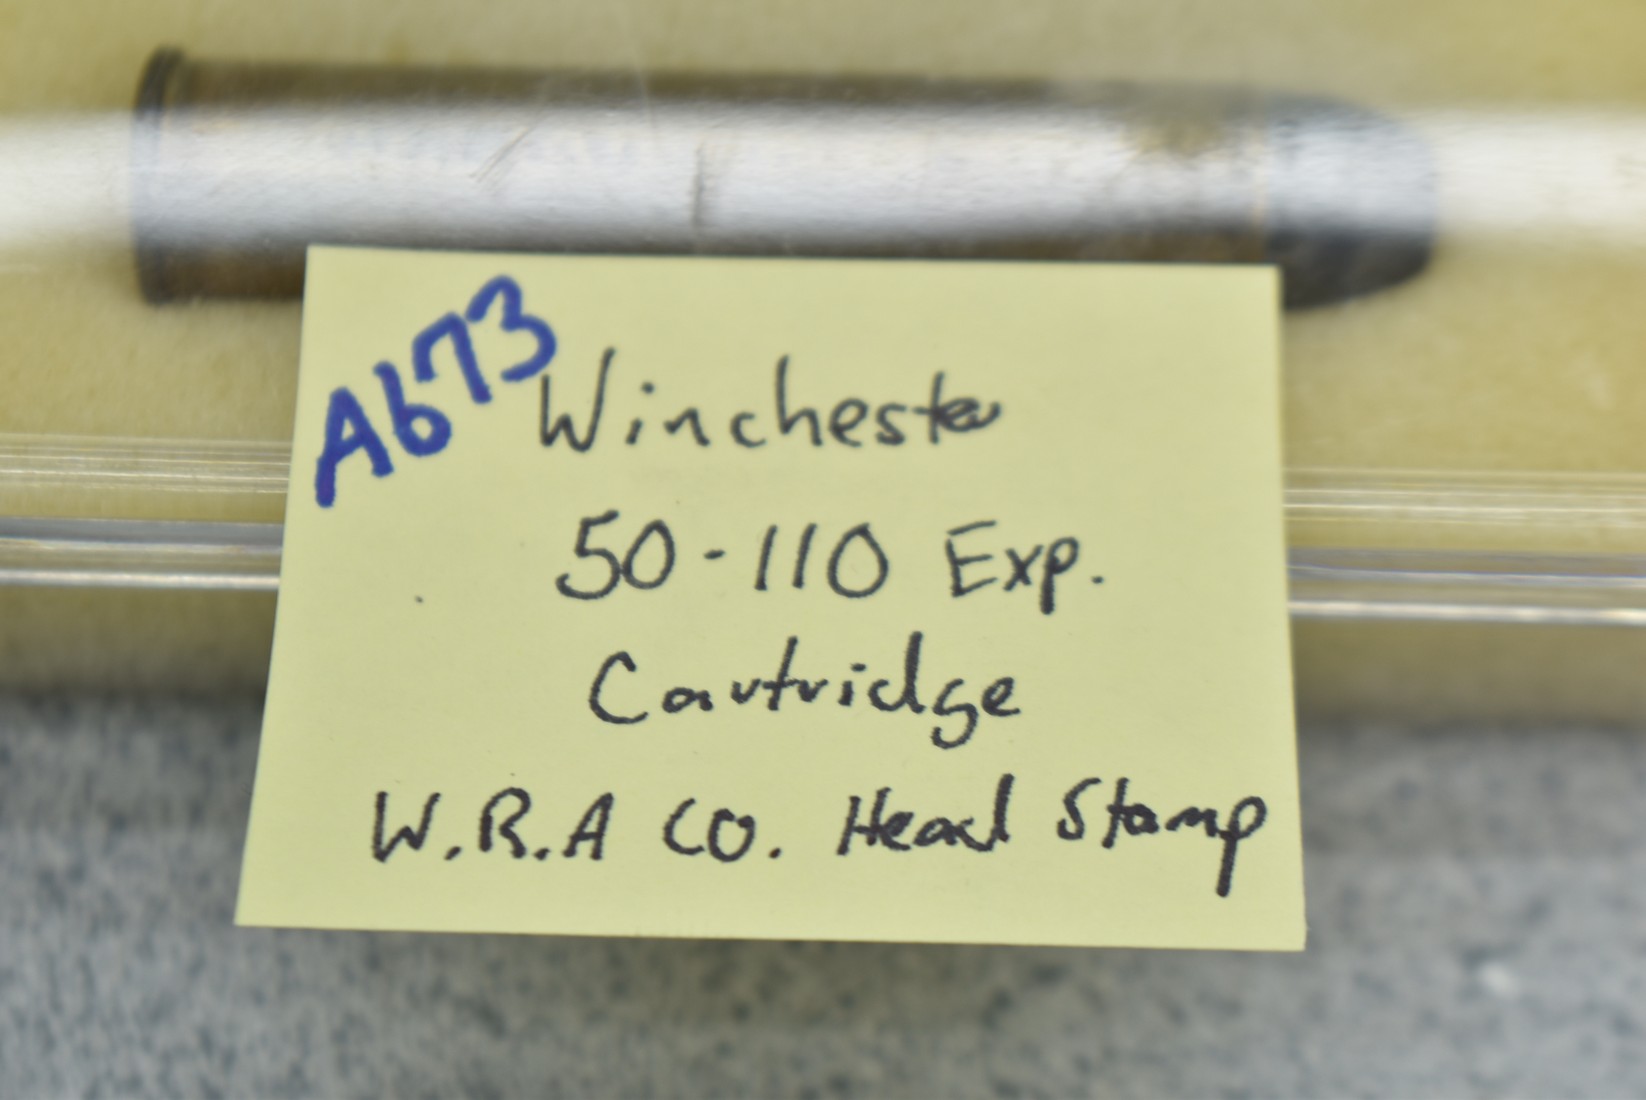 A673
Winchester
50-110 Exp.
Cartridge
W.R.A CO. Head Stamp